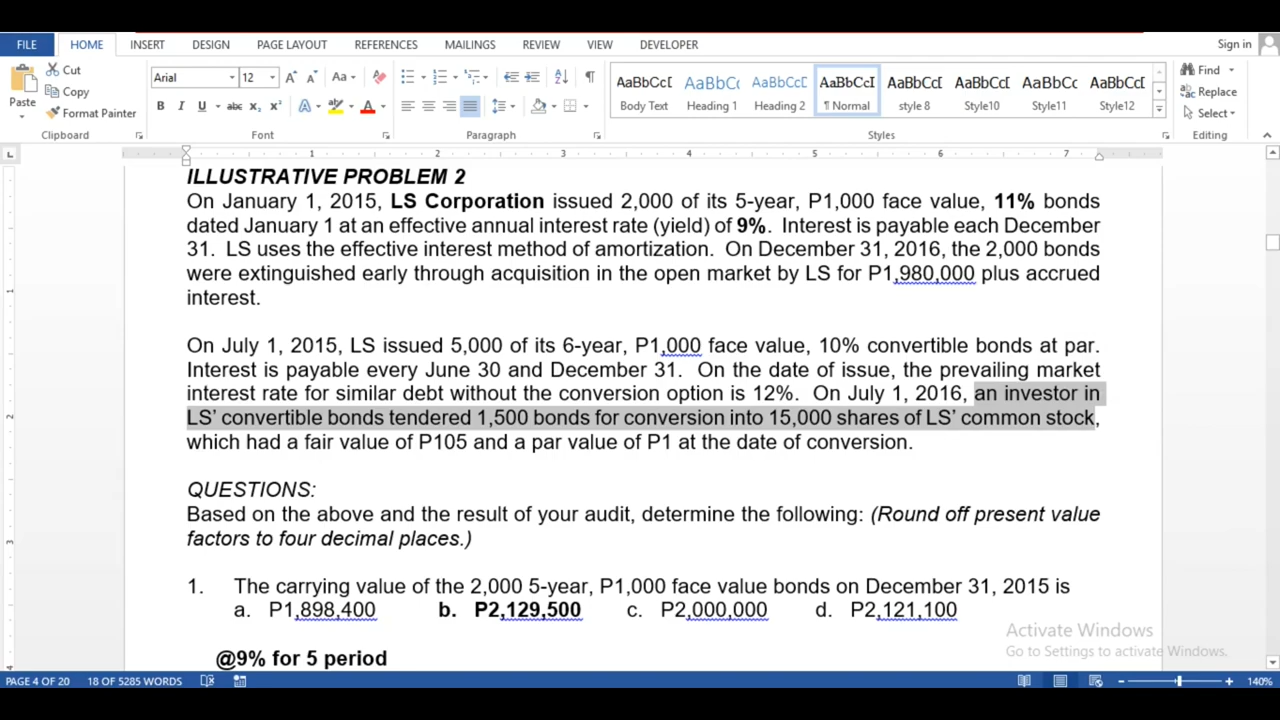 FILE HOME INSERT DESIGN PAGE LAYOUT REFERENCES MAILINGS REVIEW VIEW DEVELOPER Sign in
Cut
Copy
Format Painter
Paste
Clipboard
Arial 12
Font
Paragraph
AaBbCcI AaBbCc AaBbCcI AaBbCcI AaBbCcI AaBbCcI AaBbCcI AaBbCcI
Body Text Heading 1 Heading 2 ¶ Normal style 8 Style10 Style11 Style12
Styles
Find
Replace
Select
Editing
1 2 3 4 5 6 7
ILLUSTRATIVE PROBLEM 2
On January 1, 2015, LS Corporation issued 2,000 of its 5-year, P1,000 face value, 11% bonds
dated January 1 at an effective annual interest rate (yield) of 9%. Interest is payable each December
31. LS uses the effective interest method of amortization. On December 31, 2016, the 2,000 bonds
were extinguished early through acquisition in the open market by LS for P1,980,000 plus accrued
interest.
On July 1, 2015, LS issued 5,000 of its 6-year, P1,000 face value, 10% convertible bonds at par.
Interest is payable every June 30 and December 31. On the date of issue, the prevailing market
interest rate for similar debt without the conversion option is 12%. On July 1, 2016, an investor in
LS’ convertible bonds tendered 1,500 bonds for conversion into 15,000 shares of LS’ common stock,
which had a fair value of P105 and a par value of P1 at the date of conversion.
QUESTIONS:
Based on the above and the result of your audit, determine the following: (Round off present value
factors to four decimal places.)
1. The carrying value of the 2,000 5-year, P1,000 face value bonds on December 31, 2015 is
a. P1,898,400 b. P2,129,500 c. P2,000,000 d. P2,121,100
@9% for 5 period
Activate Windows
Go to Settings to activate Windows.
PAGE 4 OF 20 18 OF 5285 WORDS 140%